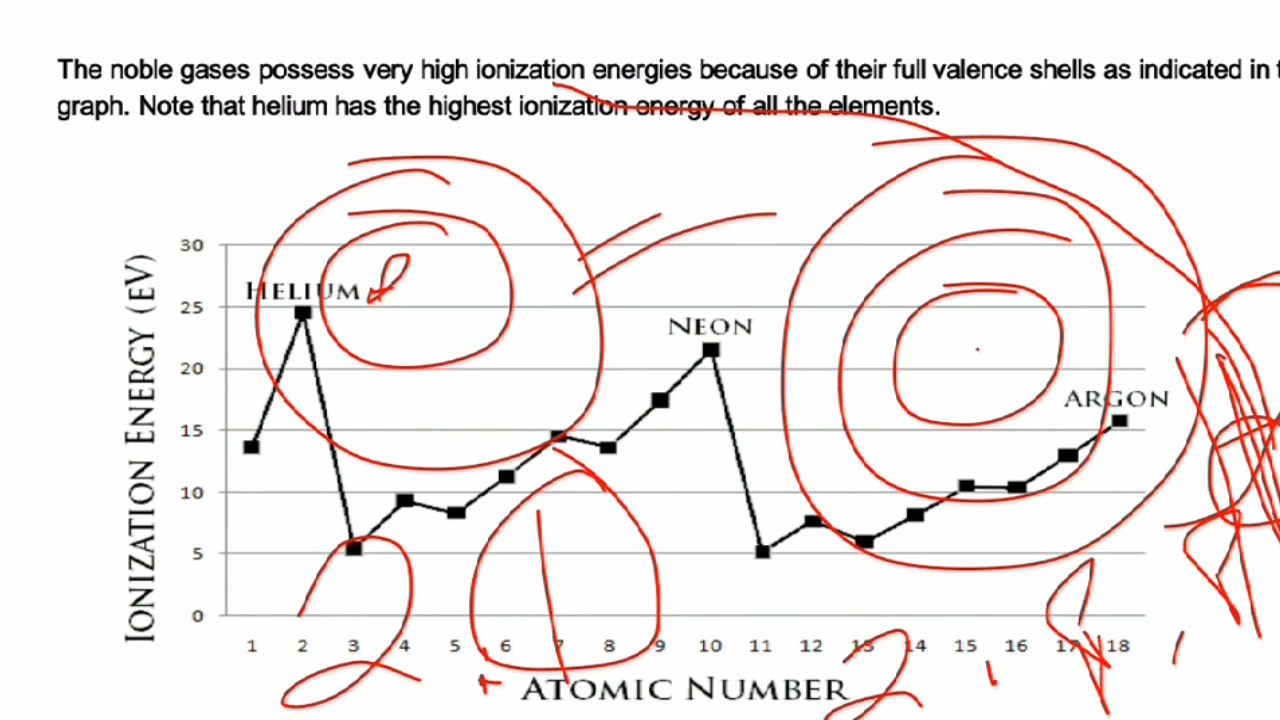 The noble gases possess very high ionization energies because of their full valence shells as indicated in
graph. Note that helium has the highest ionization energy of all the elements.
IONIZATION ENERGY (EV)
30
25
20
15
10
5
0
HELIUM
NEON
ARGON
1 2 3 4 5 6 7 8 9 10 11 12 13 14 15 16 17 18
ATOMIC NUMBER
2
2